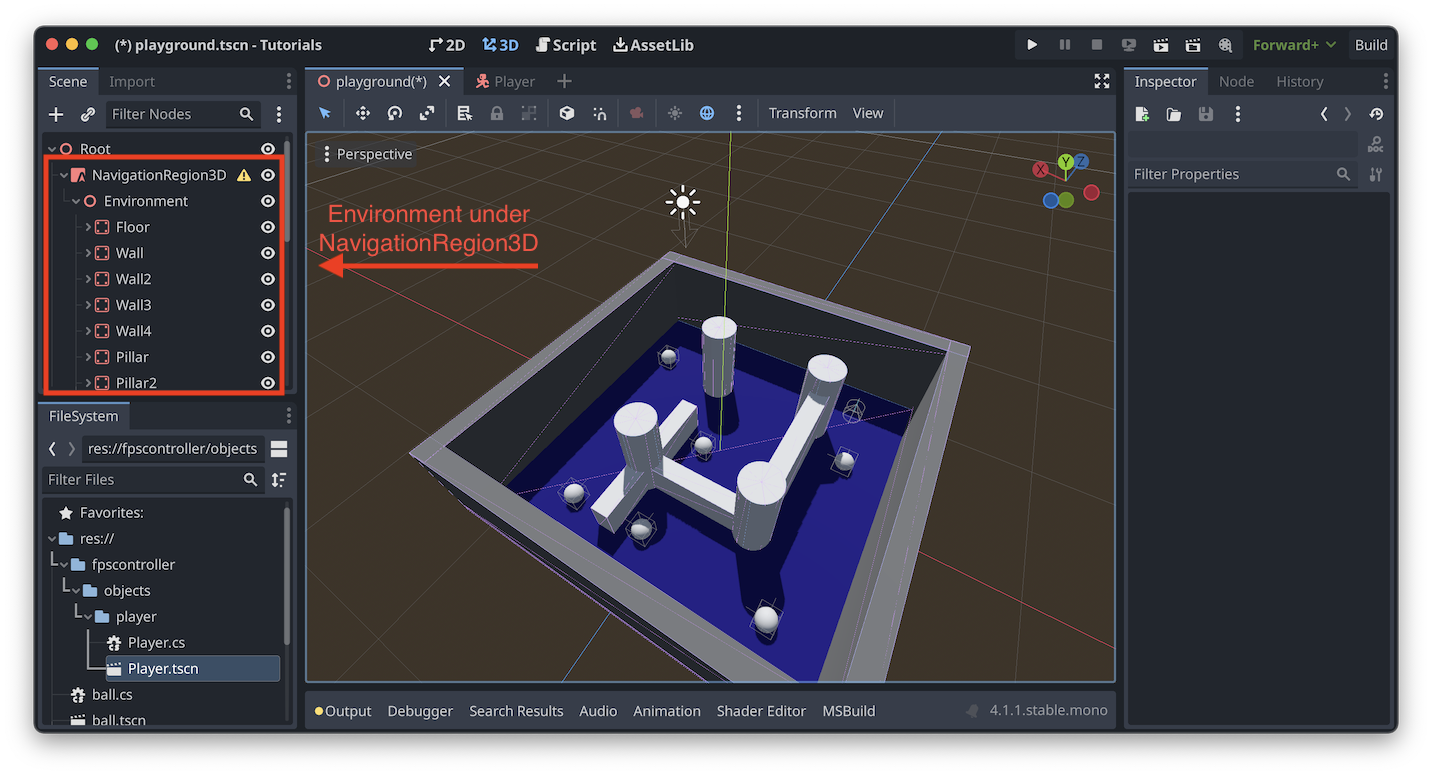 (*) playground.tscn - Tutorials
2D
3D
Script
AssetLib
Forward+
Build
Scene
Import
Filter Nodes
Root
NavigationRegion3D
Environment
Floor
Wall
Wall2
Wall3
Wall4
Pillar
Pillar2
FileSystem
res://fpscontroller/objects
Filter Files
Favorites:
res://
fpscontroller
objects
player
Player.cs
Player.tscn
ball.cs
ball.tscn
playground(*)
Player
Transform
View
Perspective
X
Y
Z
Environment under
NavigationRegion3D
Output
Debugger
Search Results
Audio
Animation
Shader Editor
MSBuild
4.1.1.stable.mono
Inspector
Node
History
DOC
Filter Properties